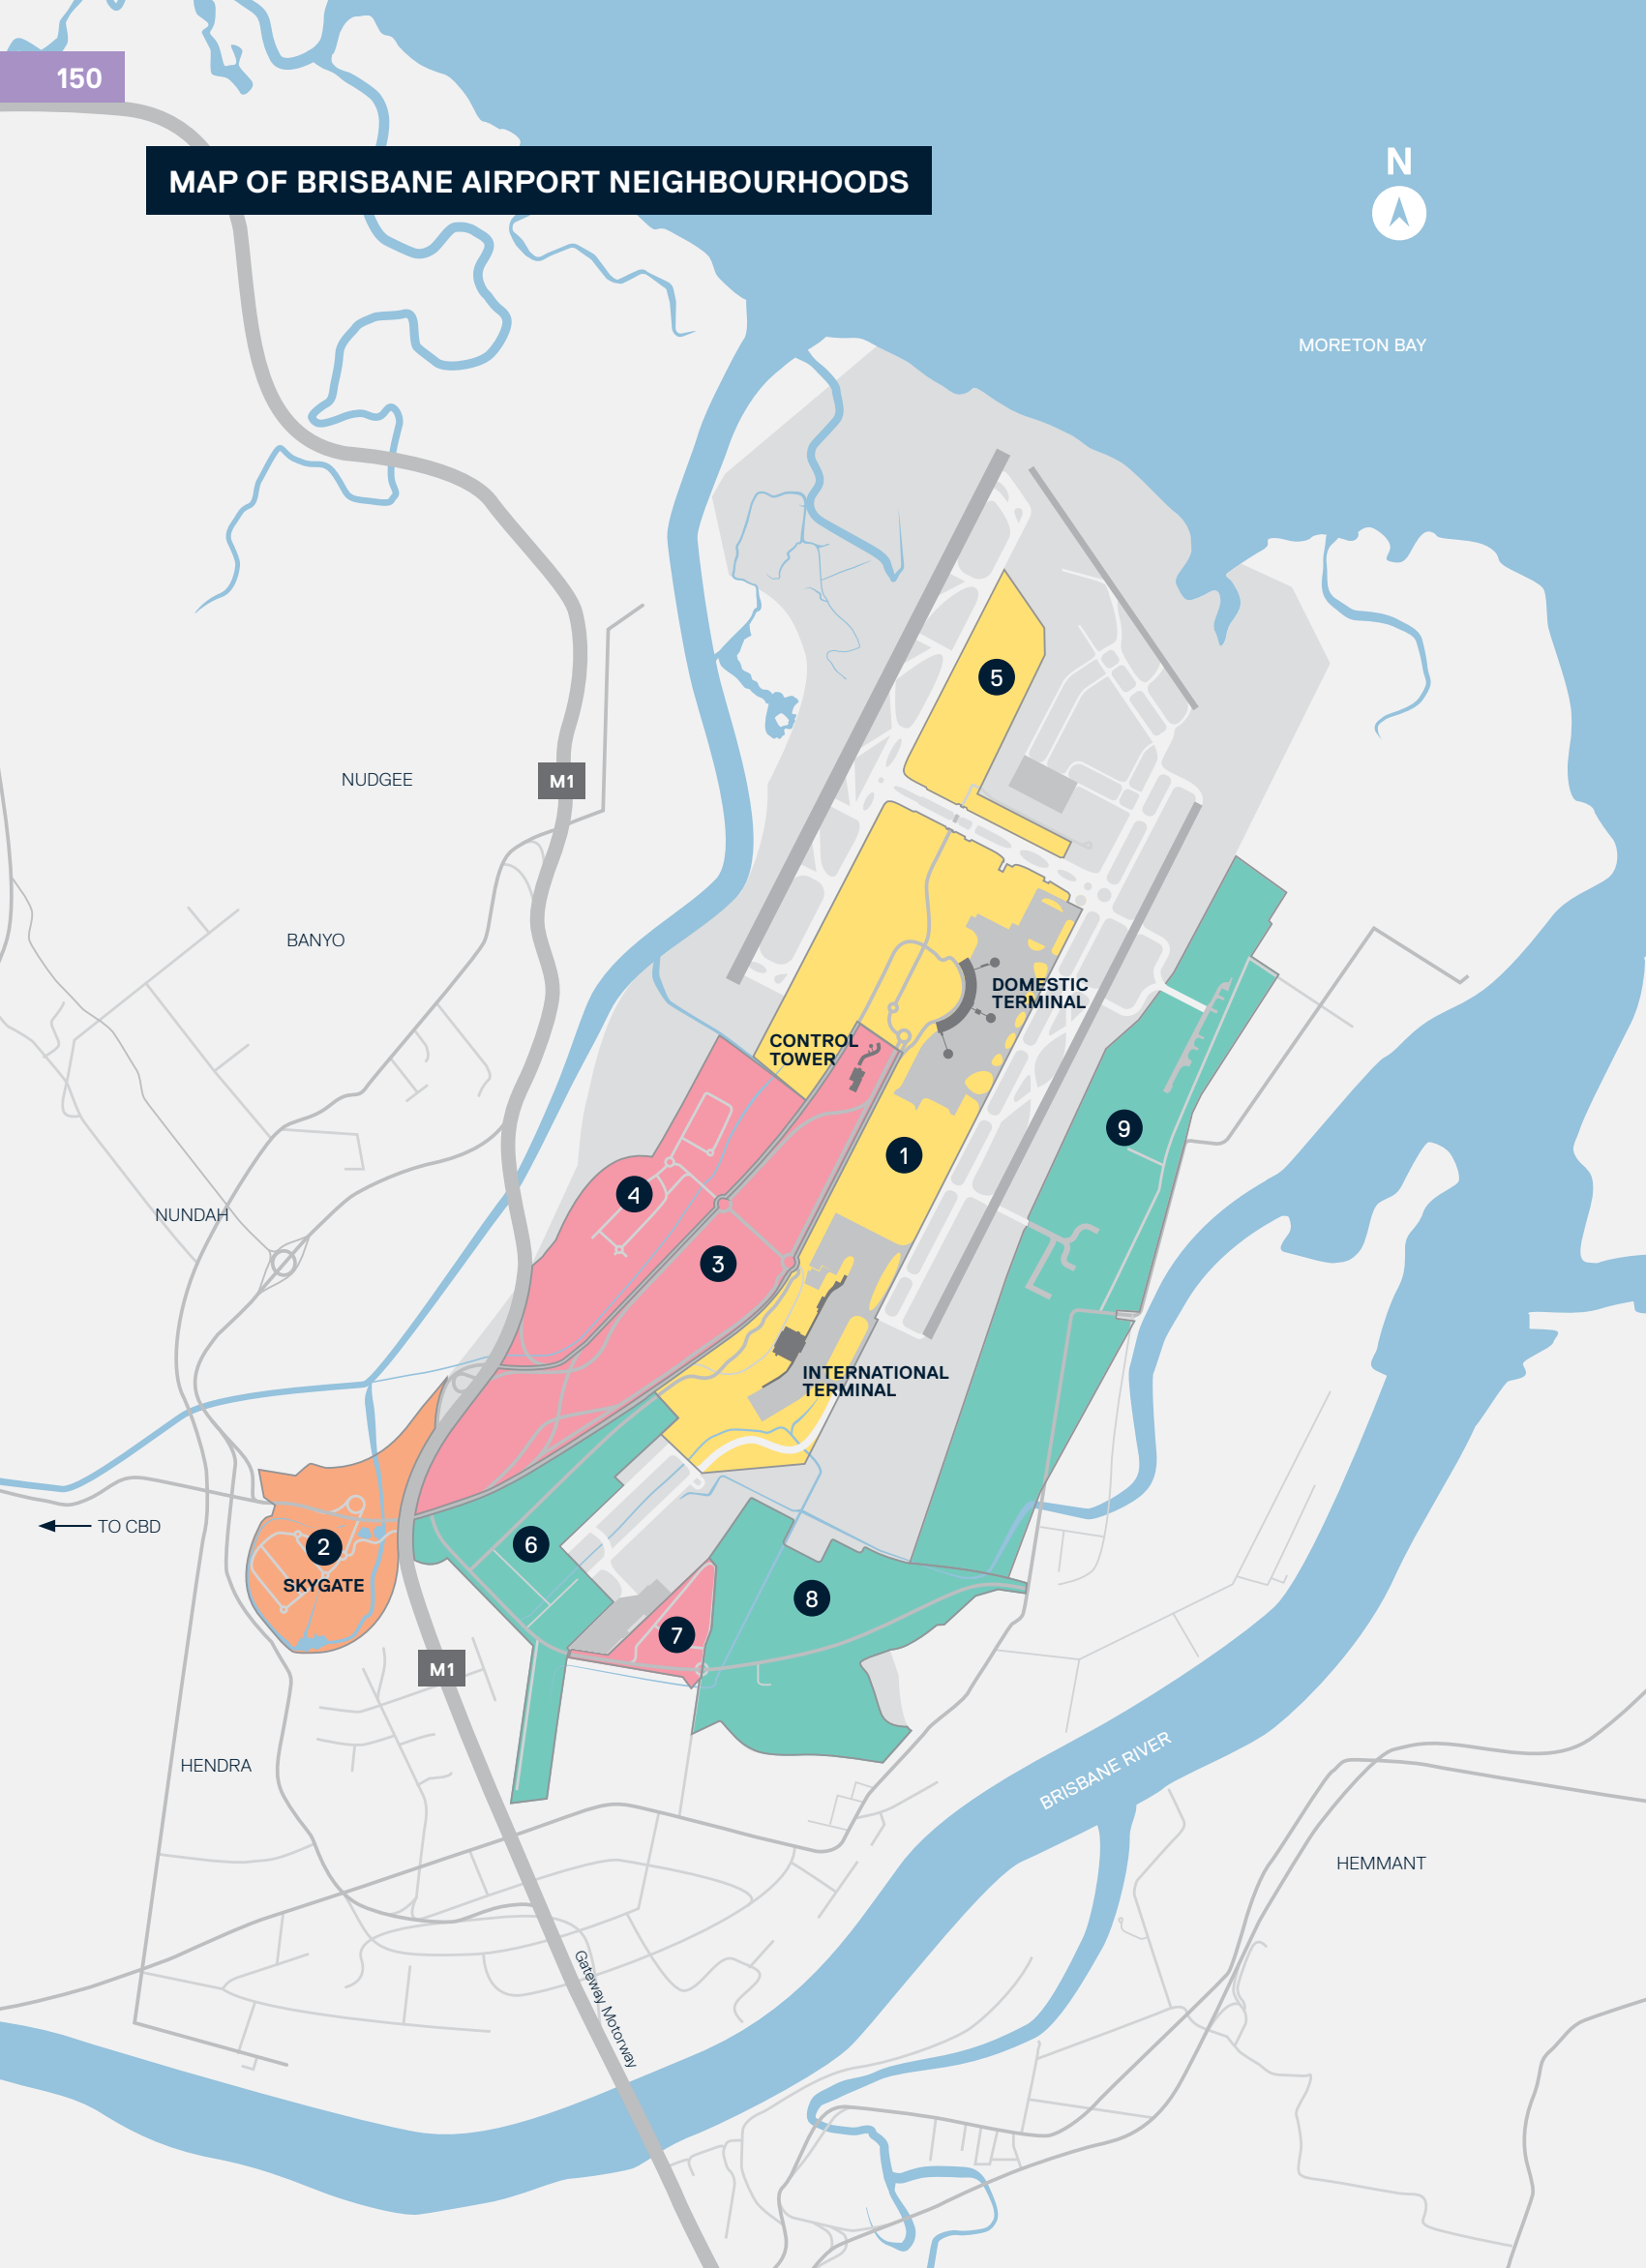 150
MAP OF BRISBANE AIRPORT NEIGHBOURHOODS
N
MORETON BAY
5
NUDGEE
M1
BANYO
DOMESTIC
TERMINAL
CONTROL
TOWER
9
1
4
NUNDAH
3
INTERNATIONAL
TERMINAL
TO CBD
6
2
SKYGATE
8
7
M1
HENDRA
BRISBANE RIVER
HEMMANT
Gateway Motorway